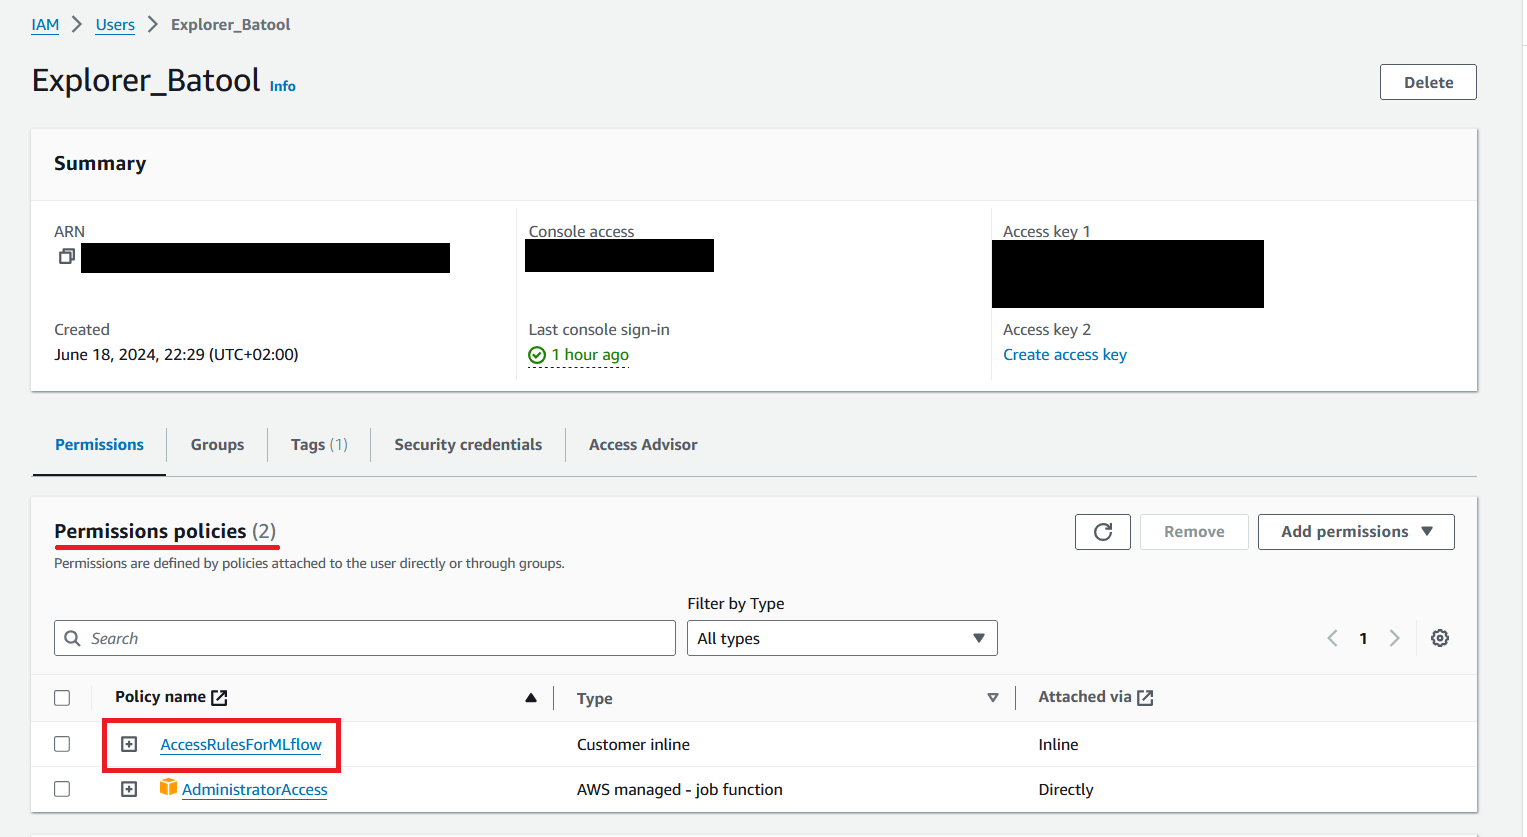 IAM > Users > Explorer_Batool
Explorer_Batool Info
Delete
Summary
ARN
Console access
Access key 1
Created
June 18, 2024, 22:29 (UTC+02:00)
Last console sign-in
1 hour ago
Access key 2
Create access key
Permissions Groups Tags (1) Security credentials Access Advisor
Permissions policies (2)
Remove Add permissions
Permissions are defined by policies attached to the user directly or through groups.
Filter by Type
Search All types 1
Policy name Type Attached via
AccessRulesForMLflow Customer inline Inline
AdministratorAccess AWS managed - job function Directly